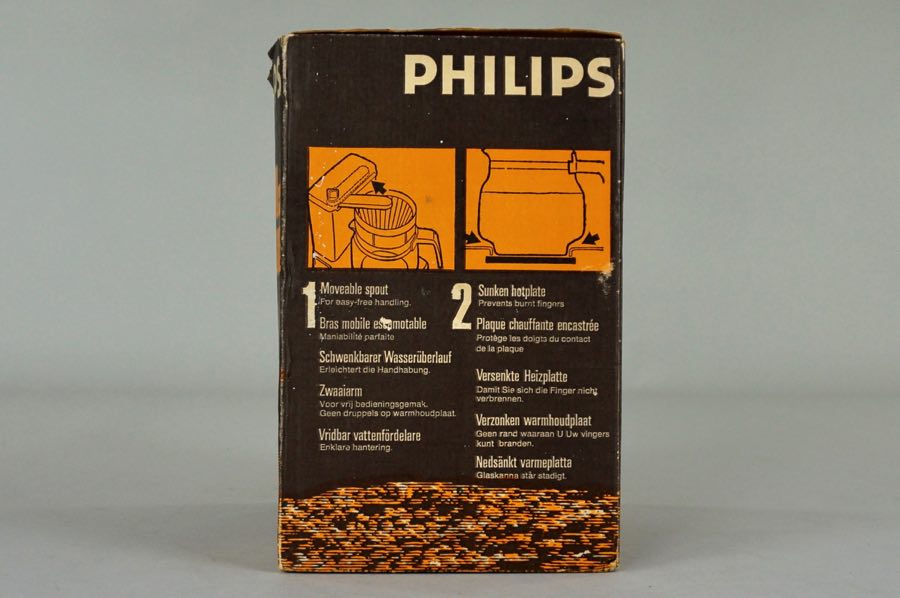 PHILIPS
1
Moveable spout
For easy-free handling.
Bras mobile escamotable
Maniabilité parfaite
Schwenkbarer Wasserüberlauf
Erleichtert die Handhabung.
Zwaaiarm
Voor vrij bedieningsgemak.
Geen druppels op warmhoudplaat.
Vridbar vattenfördelare
Enklare hantering.
2
Sunken hotplate
Prevents burnt fingers
Plaque chauffante encastrée
Protège les doigts du contact
de la plaque
Versenkte Heizplatte
Damit Sie sich die Finger nicht
verbrennen.
Verzonken warmhoudplaat
Geen rand waaraan U Uw vingers
kunt branden.
Nedsänkt varmeplatta
Glaskanna står stadigt.